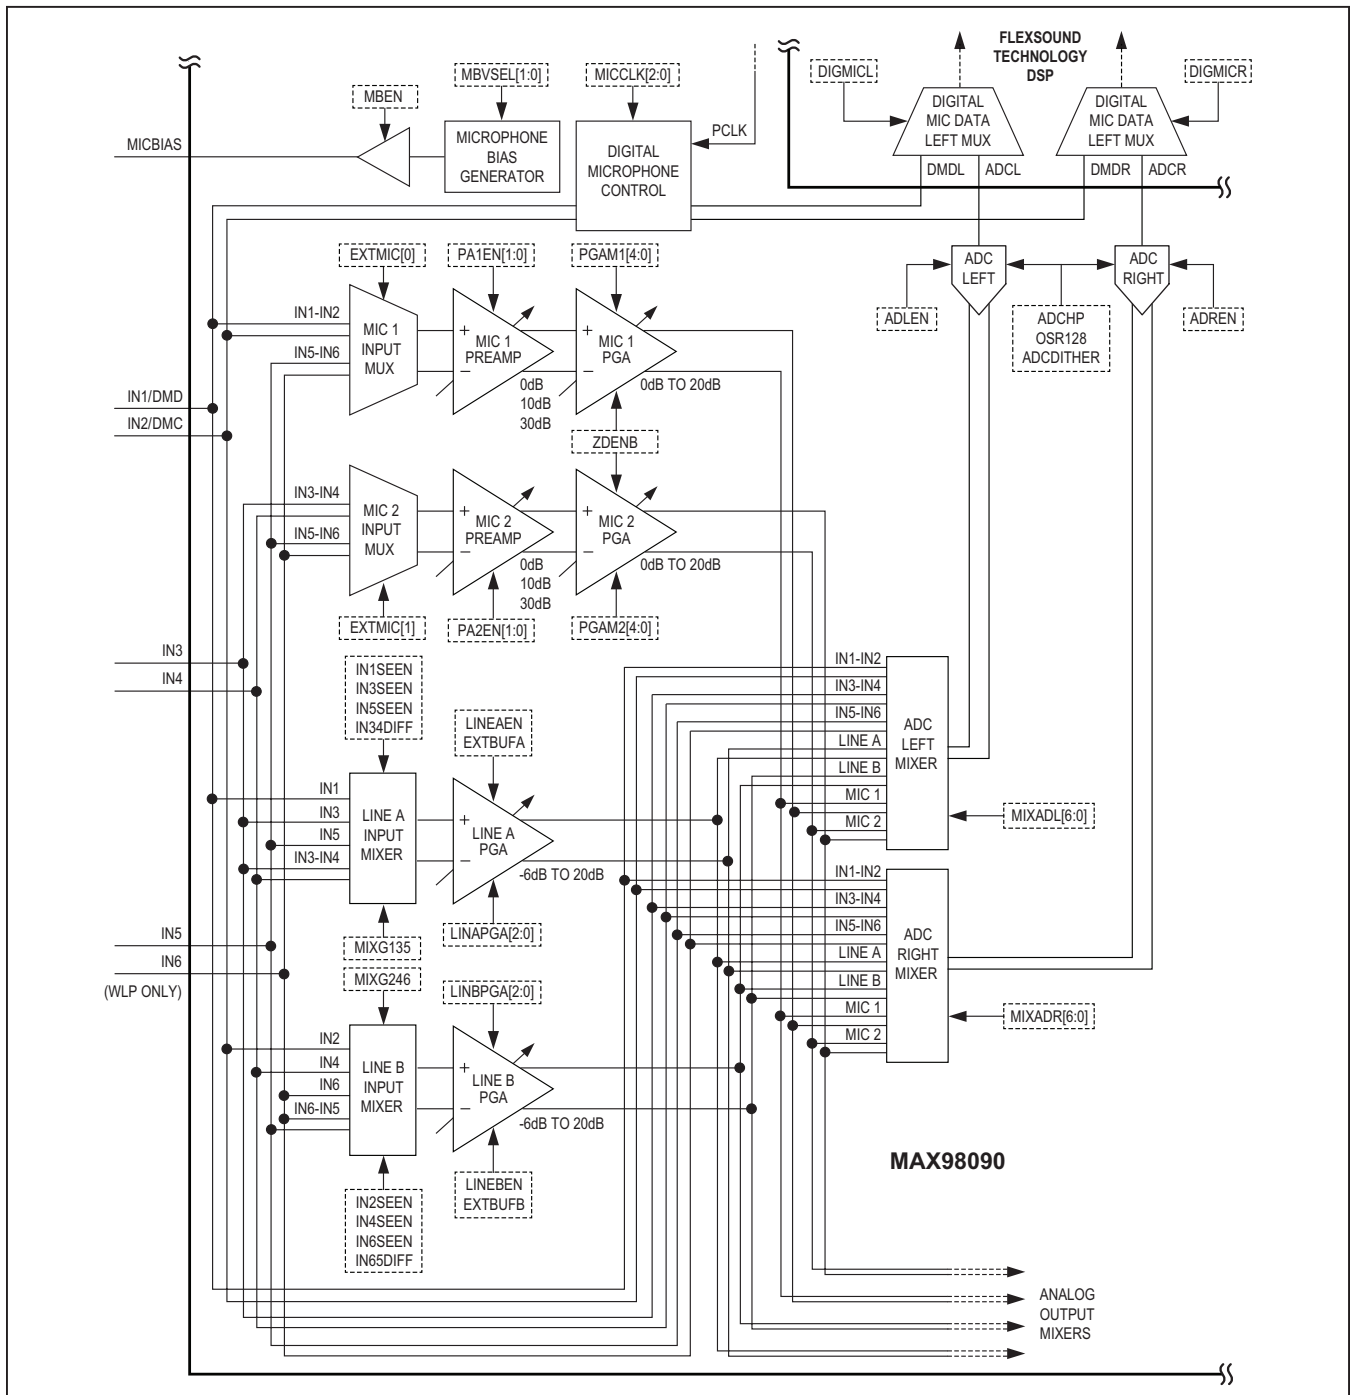 FLEXSOUND
TECHNOLOGY
DSP
MBVSEL[1:0]
MICCLK[2:0]
DIGMICL
DIGMICR
MBEN
DIGITAL
MIC DATA
LEFT MUX
DIGITAL
MIC DATA
LEFT MUX
PCLK
MICBIAS
MICROPHONE
BIAS
GENERATOR
DIGITAL
MICROPHONE
CONTROL
DMDL
ADCL
DMDR
ADCR
EXTMIC[0]
PA1EN[1:0]
PGAM1[4:0]
ADC
LEFT
ADC
RIGHT
IN1-IN2
IN5-IN6
MIC 1
INPUT
MUX
+
−
MIC 1
PREAMP
+
−
MIC 1
PGA
ADLEN
ADCHP
OSR128
ADCDITHER
ADREN
0dB
10dB
30dB
0dB TO 20dB
IN1/DMD
IN2/DMC
ZDENB
IN3-IN4
IN5-IN6
MIC 2
INPUT
MUX
+
−
MIC 2
PREAMP
+
−
MIC 2
PGA
0dB
10dB
30dB
0dB TO 20dB
EXTMIC[1]
PA2EN[1:0]
PGAM2[4:0]
IN3
IN4
IN1SEEN
IN3SEEN
IN5SEEN
IN34DIFF
LINEAEN
EXTBUFA
IN1-IN2
IN3-IN4
IN5-IN6
LINE A
LINE B
MIC 1
MIC 2
ADC
LEFT
MIXER
MIXADL[6:0]
IN1
IN3
IN5
IN3-IN4
LINE A
INPUT
MIXER
+
−
LINE A
PGA
-6dB TO 20dB
MIXG135
LINAPGA[2:0]
IN1-IN2
IN3-IN4
IN5-IN6
LINE A
LINE B
MIC 1
MIC 2
ADC
RIGHT
MIXER
MIXADR[6:0]
IN5
IN6
(WLP ONLY)
MIXG246
LINBPGA[2:0]
IN2
IN4
IN6
IN6-IN5
LINE B
INPUT
MIXER
+
−
LINE B
PGA
-6dB TO 20dB
IN2SEEN
IN4SEEN
IN6SEEN
IN65DIFF
LINEBEN
EXTBUFB
MAX98090
ANALOG
OUTPUT
MIXERS